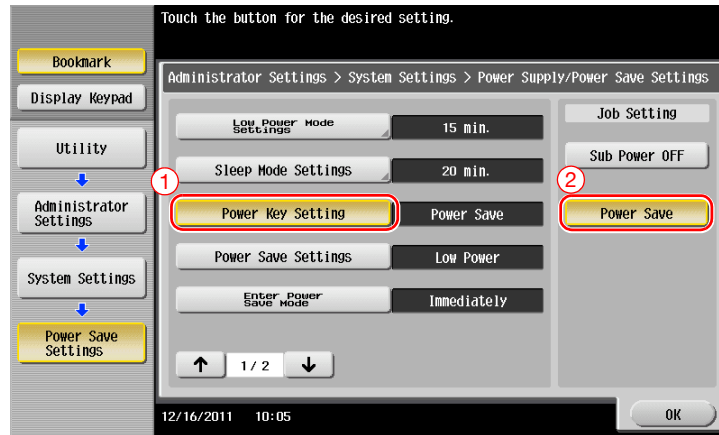 Touch the button for the desired setting.
Bookmark
Display Keypad
Utility
Administrator
Settings
System Settings
Power Save
Settings
Administrator Settings > System Settings > Power Supply/Power Save Settings
Low Power Mode
Settings
15 min.
1
Sleep Mode Settings
20 min.
Power Key Setting
Power Save
Power Save Settings
Low Power
Enter Power
Save Mode
Immediately
↑ 1/2 ↓
Job Setting
Sub Power OFF
2
Power Save
12/16/2011 10:05
OK